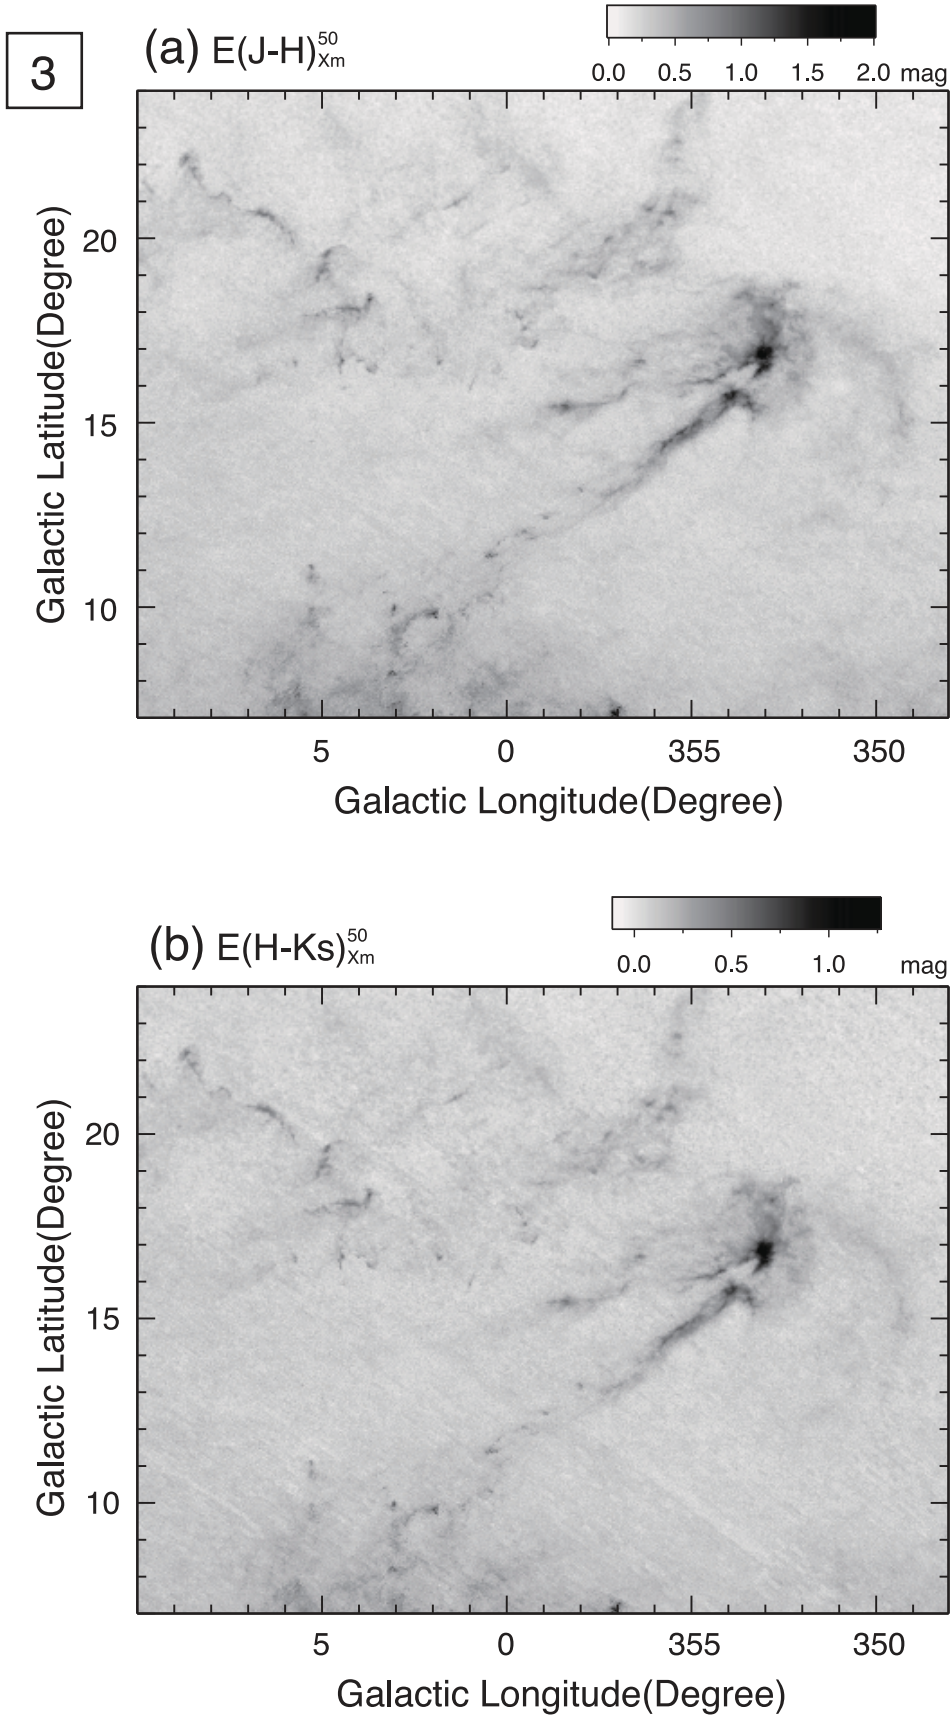 3
(a) E(J-H)⁵⁰Xm
0.0 0.5 1.0 1.5 2.0 mag
Galactic Latitude(Degree)
20
15
10
5 0 355 350
Galactic Longitude(Degree)
(b) E(H-Ks)⁵⁰Xm
0.0 0.5 1.0 mag
Galactic Latitude(Degree)
20
15
10
5 0 355 350
Galactic Longitude(Degree)